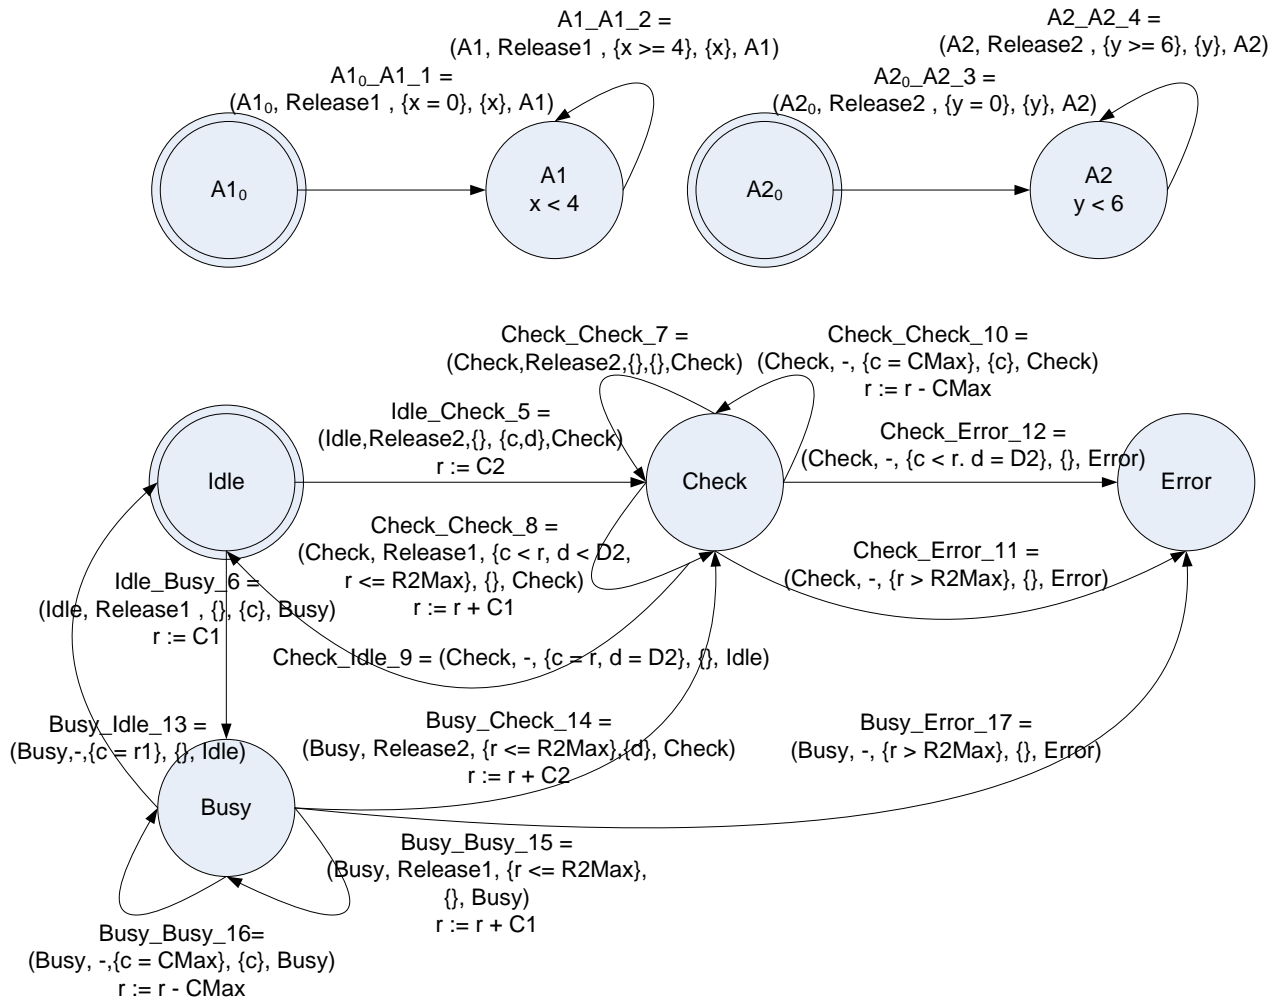 A1_A1_2 =
(A1, Release1 , {x >= 4}, {x}, A1)
A2_A2_4 =
(A2, Release2 , {y >= 6}, {y}, A2)
A1₀_A1_1 =
(A1₀, Release1 , {x = 0}, {x}, A1)
A2₀_A2_3 =
(A2₀, Release2 , {y = 0}, {y}, A2)
A1₀
A1
x < 4
A2₀
A2
y < 6
Check_Check_7 =
(Check,Release2,{},{},Check)
Check_Check_10 =
(Check, -, {c = CMax}, {c}, Check)
r := r - CMax
Idle_Check_5 =
(Idle,Release2,{}, {c,d},Check)
r := C2
Check_Error_12 =
(Check, -, {c < r. d = D2}, {}, Error)
Idle
Check
Error
Check_Check_8 =
(Check, Release1, {c < r, d < D2,
r <= R2Max}, {}, Check)
r := r + C1
Check_Error_11 =
(Check, -, {r > R2Max}, {}, Error)
Idle_Busy_6 =
(Idle, Release1 , {}, {c}, Busy)
r := C1
Check_Idle_9 = (Check, -, {c = r, d = D2}, {}, Idle)
Busy_Idle_13 =
(Busy,-,{c = r1}, {}, Idle)
Busy_Check_14 =
(Busy, Release2, {r <= R2Max},{d}, Check)
r := r + C2
Busy_Error_17 =
(Busy, -, {r > R2Max}, {}, Error)
Busy
Busy_Busy_15 =
(Busy, Release1, {r <= R2Max},
{}, Busy)
r := r + C1
Busy_Busy_16=
(Busy, -,{c = CMax}, {c}, Busy)
r := r - CMax